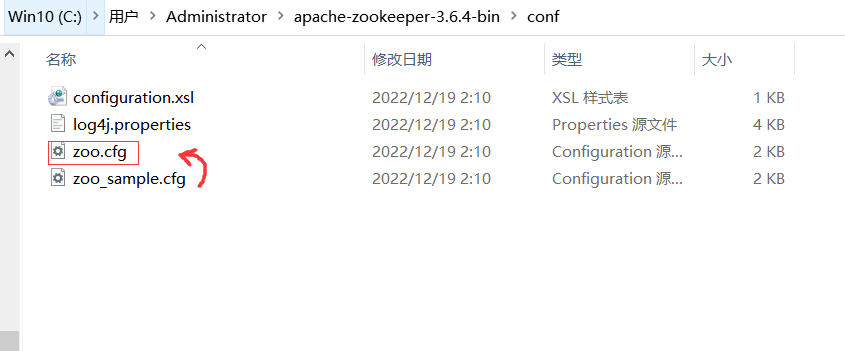 Win10 (C:) > 用户 > Administrator > apache-zookeeper-3.6.4-bin > conf
名称 修改日期 类型 大小
configuration.xsl 2022/12/19 2:10 XSL 样式表 1 KB
log4j.properties 2022/12/19 2:10 Properties 源文件 4 KB
zoo.cfg 2022/12/19 2:10 Configuration 源... 2 KB
zoo_sample.cfg 2022/12/19 2:10 Configuration 源... 2 KB